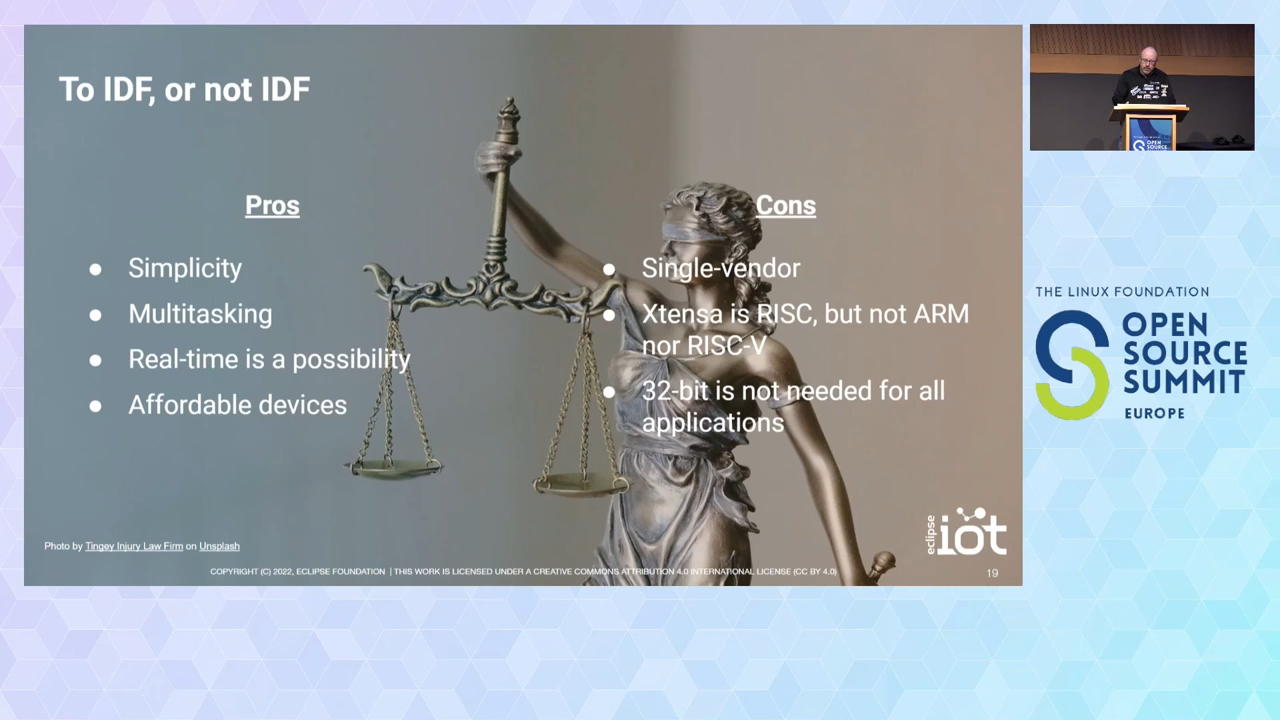 To IDF, or not IDF
Pros
● Simplicity
● Multitasking
● Real-time is a possibility
● Affordable devices
Cons
● Single-vendor
● Xtensa is RISC, but not ARM
nor RISC-V
● 32-bit is not needed for all
applications
Photo by Tingey Injury Law Firm on Unsplash
eclipse
iot
COPYRIGHT (C) 2022, ECLIPSE FOUNDATION | THIS WORK IS LICENSED UNDER A CREATIVE COMMONS ATTRIBUTION 4.0 INTERNATIONAL LICENSE (CC BY 4.0)
19
OPEN
SOURCE
THE LINUX FOUNDATION
OPEN
SOURCE
SUMMIT
EUROPE